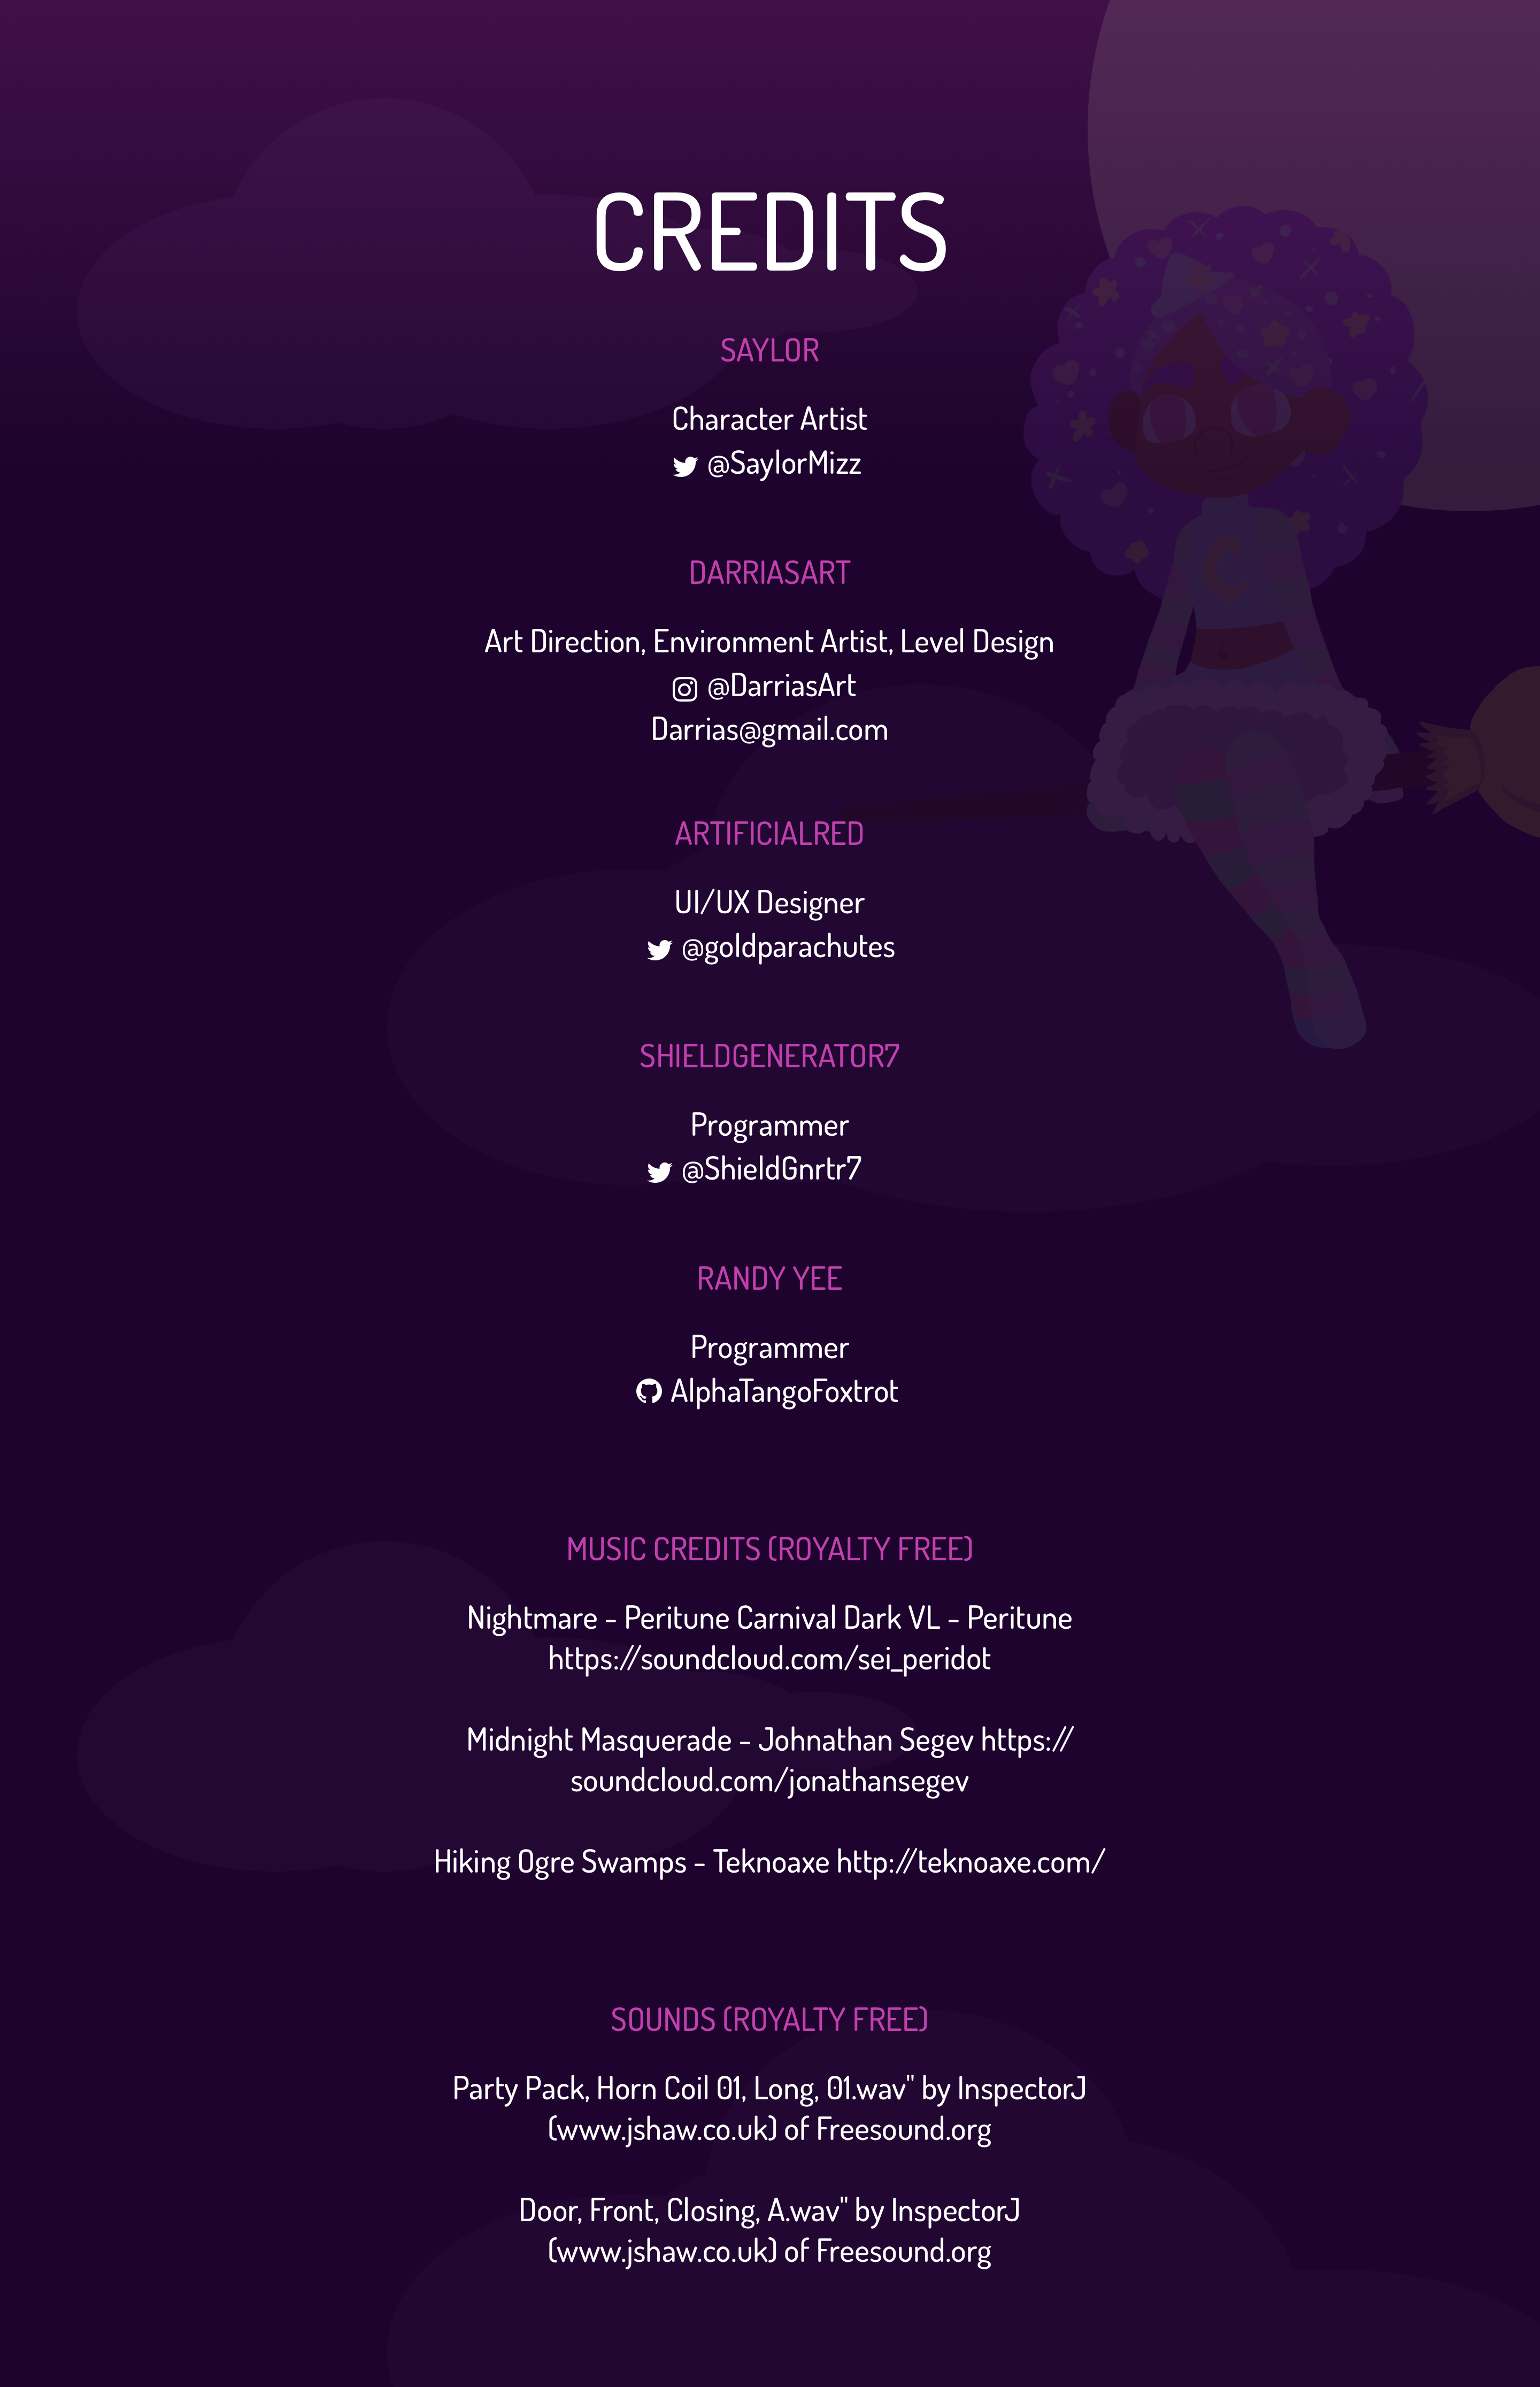 CREDITS
SAYLOR
Character Artist
@SaylorMizz
DARRIASART
Art Direction, Environment Artist, Level Design
@DarriasArt
Darrias@gmail.com
ARTIFICIALRED
UI/UX Designer
@goldparachutes
SHIELDGENERATOR7
Programmer
@ShieldGnrtr7
RANDY YEE
Programmer
AlphaTangoFoxtrot
MUSIC CREDITS (ROYALTY FREE)
Nightmare - Peritune Carnival Dark VL - Peritune
https://soundcloud.com/sei_peridot
Midnight Masquerade - Johnathan Segev https://
soundcloud.com/jonathansegev
Hiking Ogre Swamps - Teknoaxe http://teknoaxe.com/
SOUNDS (ROYALTY FREE)
Party Pack, Horn Coil 01, Long, 01.wav" by InspectorJ
(www.jshaw.co.uk) of Freesound.org
Door, Front, Closing, A.wav" by InspectorJ
(www.jshaw.co.uk) of Freesound.org